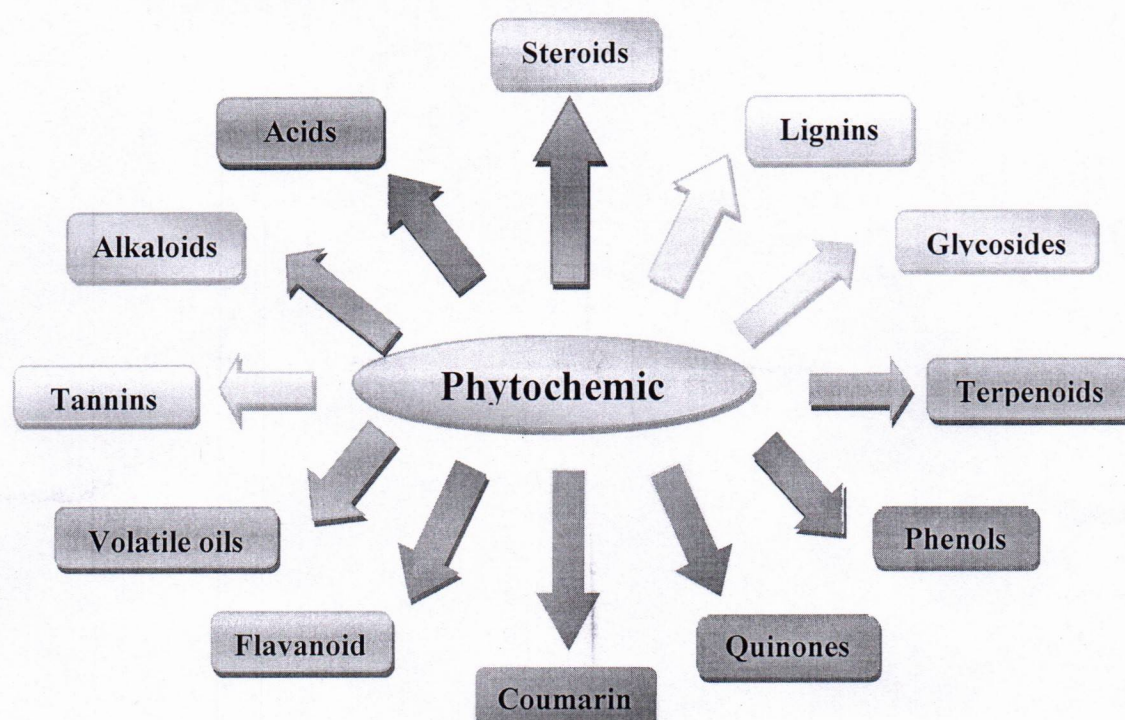 Steroids
Acids
Lignins
Alkaloids
Glycosides
Phytochemic
Tannins
Terpenoids
Volatile oils
Phenols
Flavanoid
Quinones
Coumarin